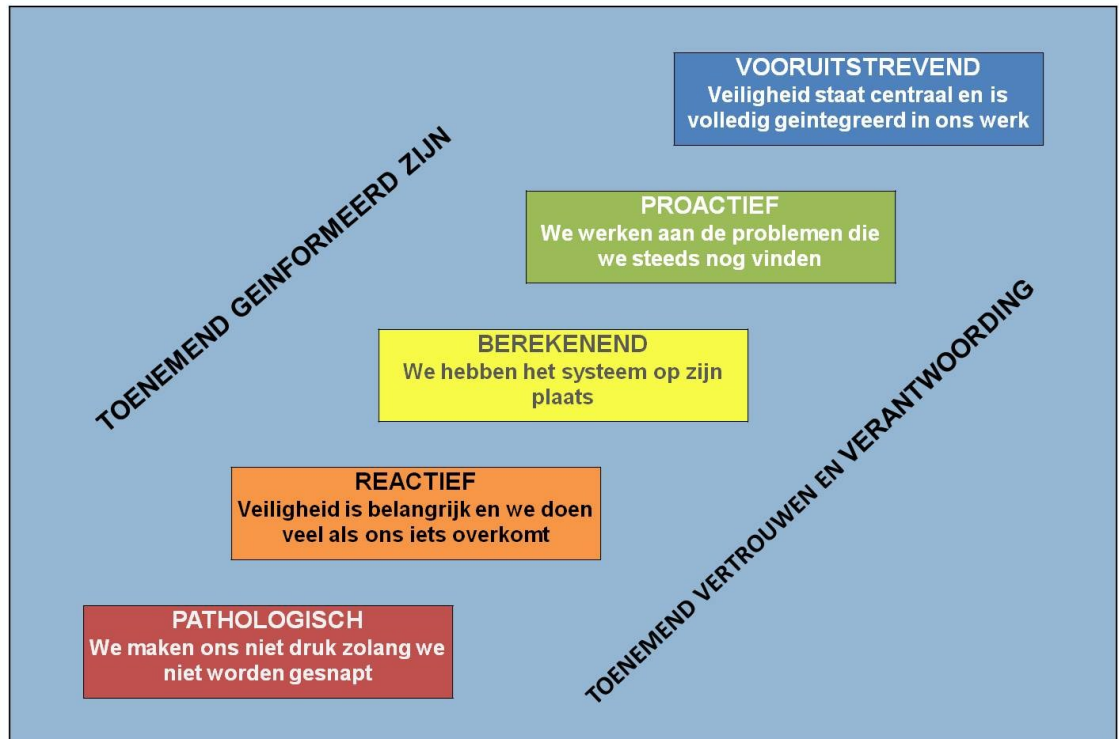 VOORUITSTREVEND
Veiligheid staat centraal en is
volledig geintegreerd in ons werk
TOENEMEND GEINFORMEERD ZIJN
PROACTIEF
We werken aan de problemen die
we steeds nog vinden
BEREKENEND
We hebben het systeem op zijn
plaats
TOENEMEND VERTROUWEN EN VERANTWOORDING
REACTIEF
Veiligheid is belangrijk en we doen
veel als ons iets overkomt
PATHOLOGISCH
We maken ons niet druk zolang we
niet worden gesnapt